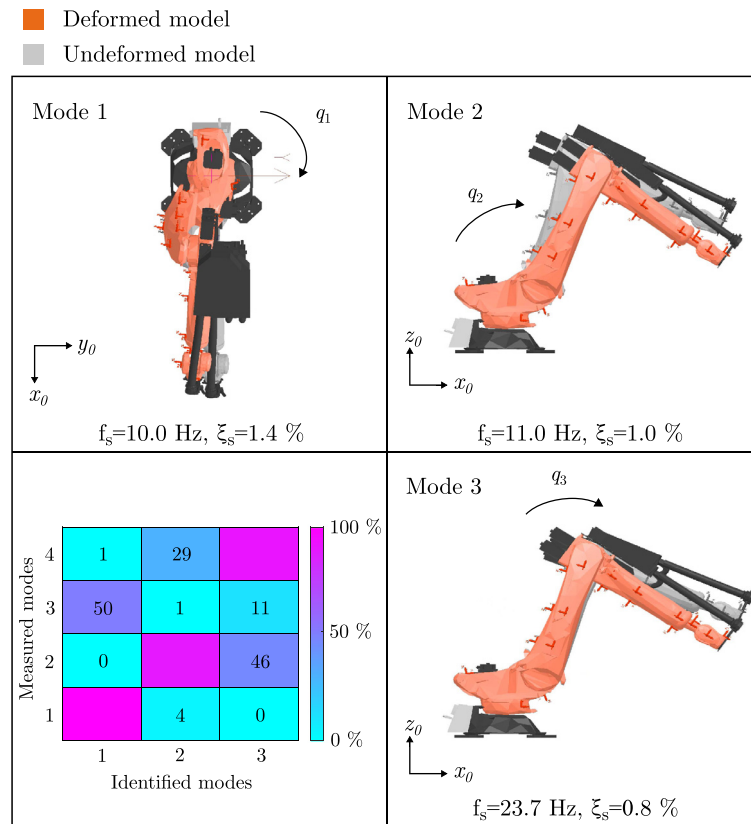 Deformed model
Undeformed model
Mode 1
q₁
y₀
x₀
fₛ=10.0 Hz, ξₛ=1.4 %
Mode 2
q₂
z₀
x₀
fₛ=11.0 Hz, ξₛ=1.0 %
Measured modes
4 1 29
3 50 1 11
2 0 46
1 4 0
1 2 3
Identified modes
100 %
50 %
0 %
Mode 3
q₃
z₀
x₀
fₛ=23.7 Hz, ξₛ=0.8 %